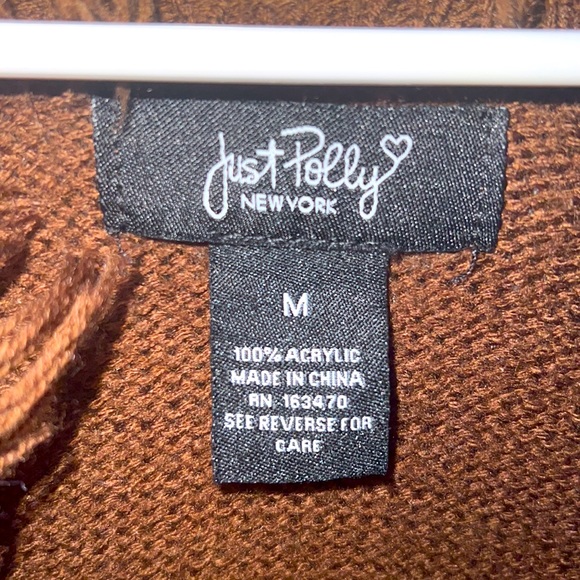 Just Polly
NEW YORK
M
100% ACRYLIC
MADE IN CHINA
RN 163470
SEE REVERSE FOR
CARE